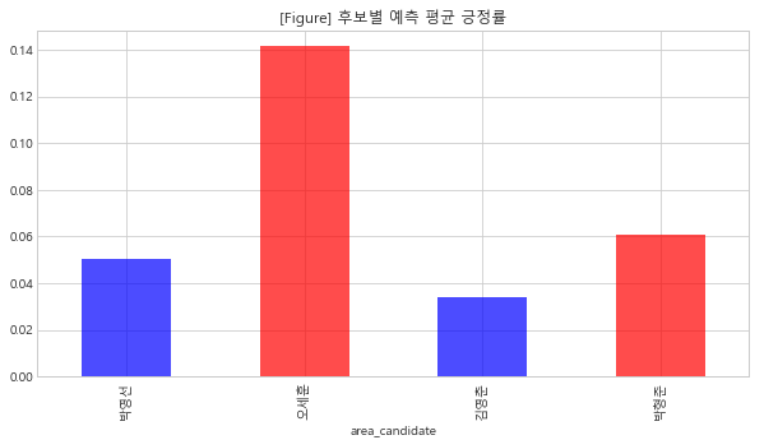 [Figure] 후보별 예측 평균 긍정률
0.14
0.12
0.10
0.08
0.06
0.04
0.02
0.00
박영선
오세훈
김영춘
박형준
area_candidate